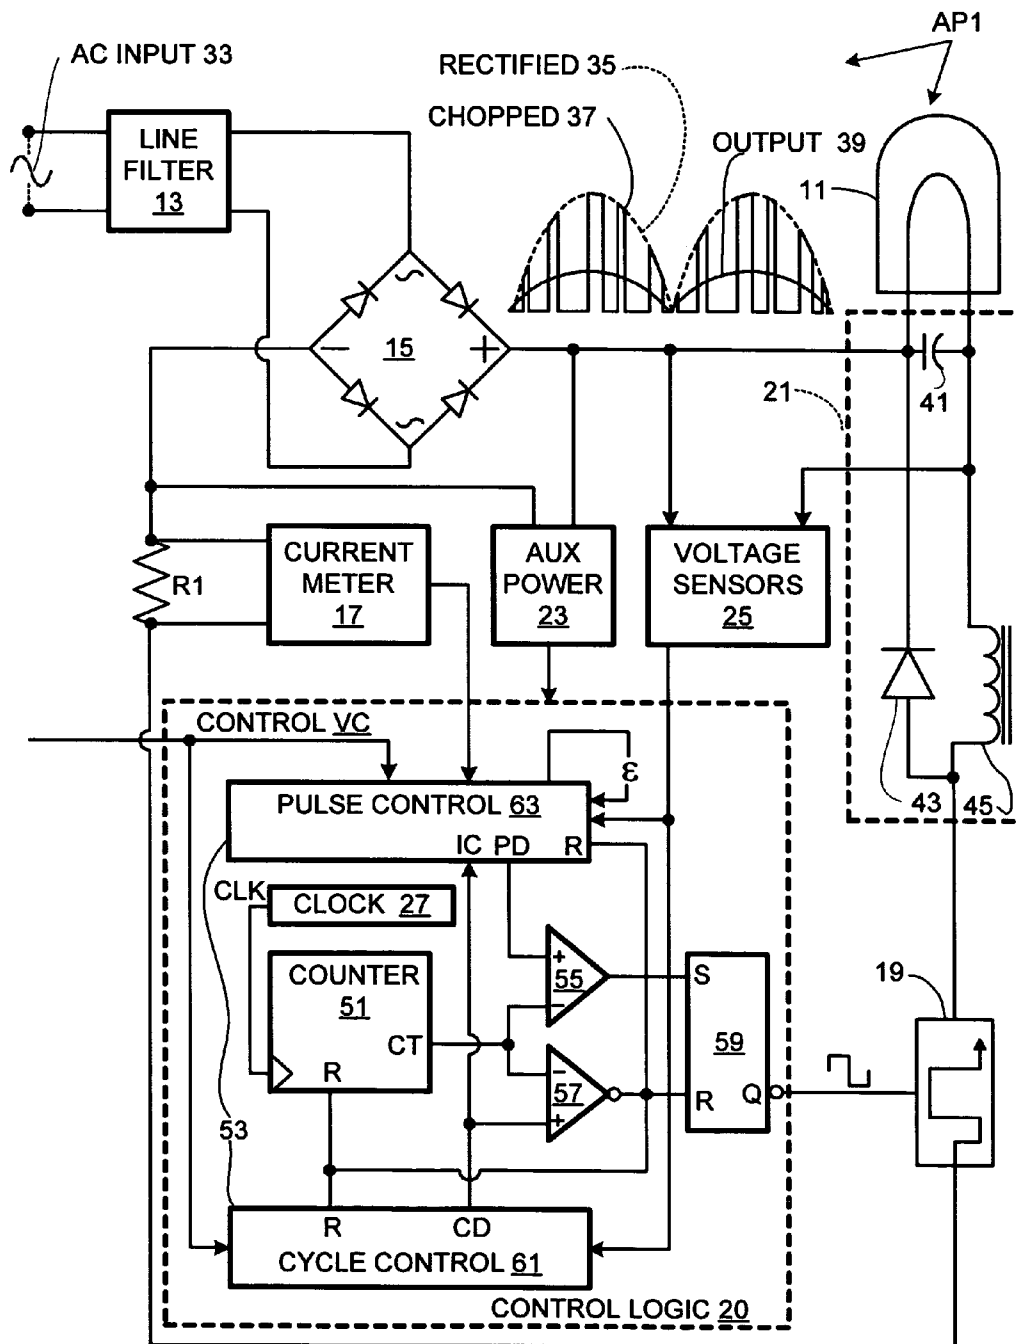 AP1
AC INPUT 33
RECTIFIED 35
CHOPPED 37
OUTPUT 39
LINE
FILTER
13
11
15
− +
21
41
R1
CURRENT
METER
17
AUX
POWER
23
VOLTAGE
SENSORS
25
43 45
CONTROL VC
ε
PULSE CONTROL 63
IC PD R
CLK
CLOCK 27
COUNTER
51
CT
R
+
55
−
−
57
+
S
59
R Q
19
53
R CD
CYCLE CONTROL 61
CONTROL LOGIC 20